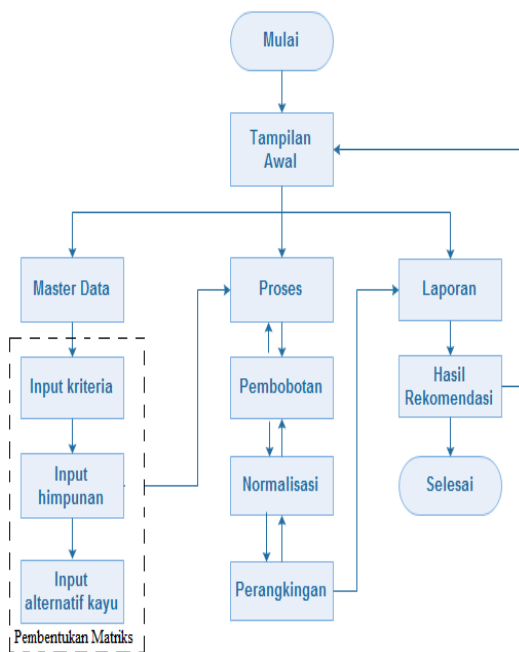 Mulai
Tampilan
Awal
Master Data
Proses
Laporan
Input kriteria
Pembobotan
Hasil
Rekomendasi
Input
himpunan
Normalisasi
Selesai
Input
alternatif kayu
Perangkingan
Pembentukan Matriks